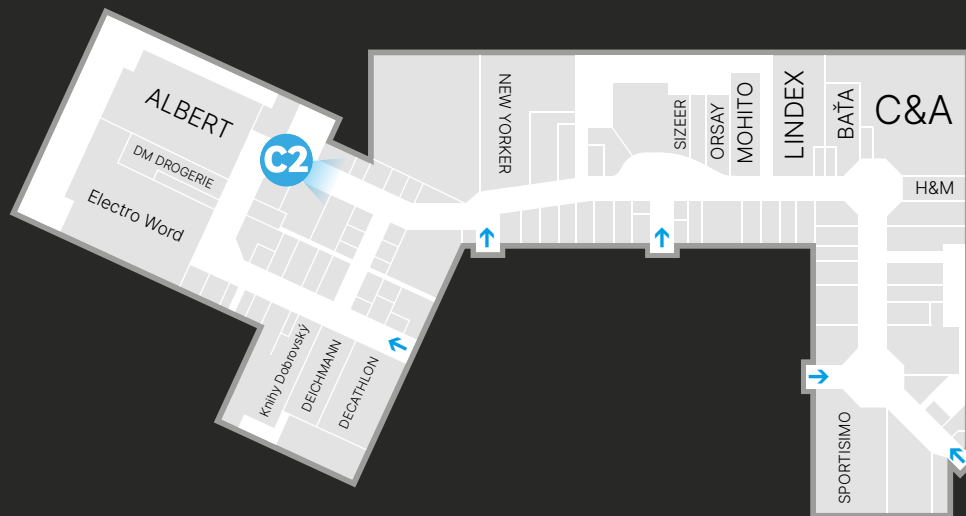 ALBERT
DM DROGERIE
Electro Word
C2
NEW YORKER
SIZEER
ORSAY
MOHITO
LINDEX
BAŤA
C&A
H&M
Knihy Dobrovský
DEICHMANN
DECATHLON
SPORTISIMO